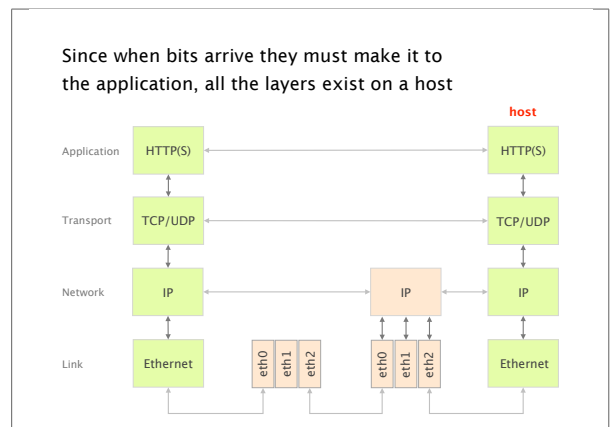 Since when bits arrive they must make it to
the application, all the layers exist on a host
host
Application HTTP(S) HTTP(S)
Transport TCP/UDP TCP/UDP
Network IP IP IP
Link Ethernet eth0 eth1 eth2 eth0 eth1 eth2 Ethernet